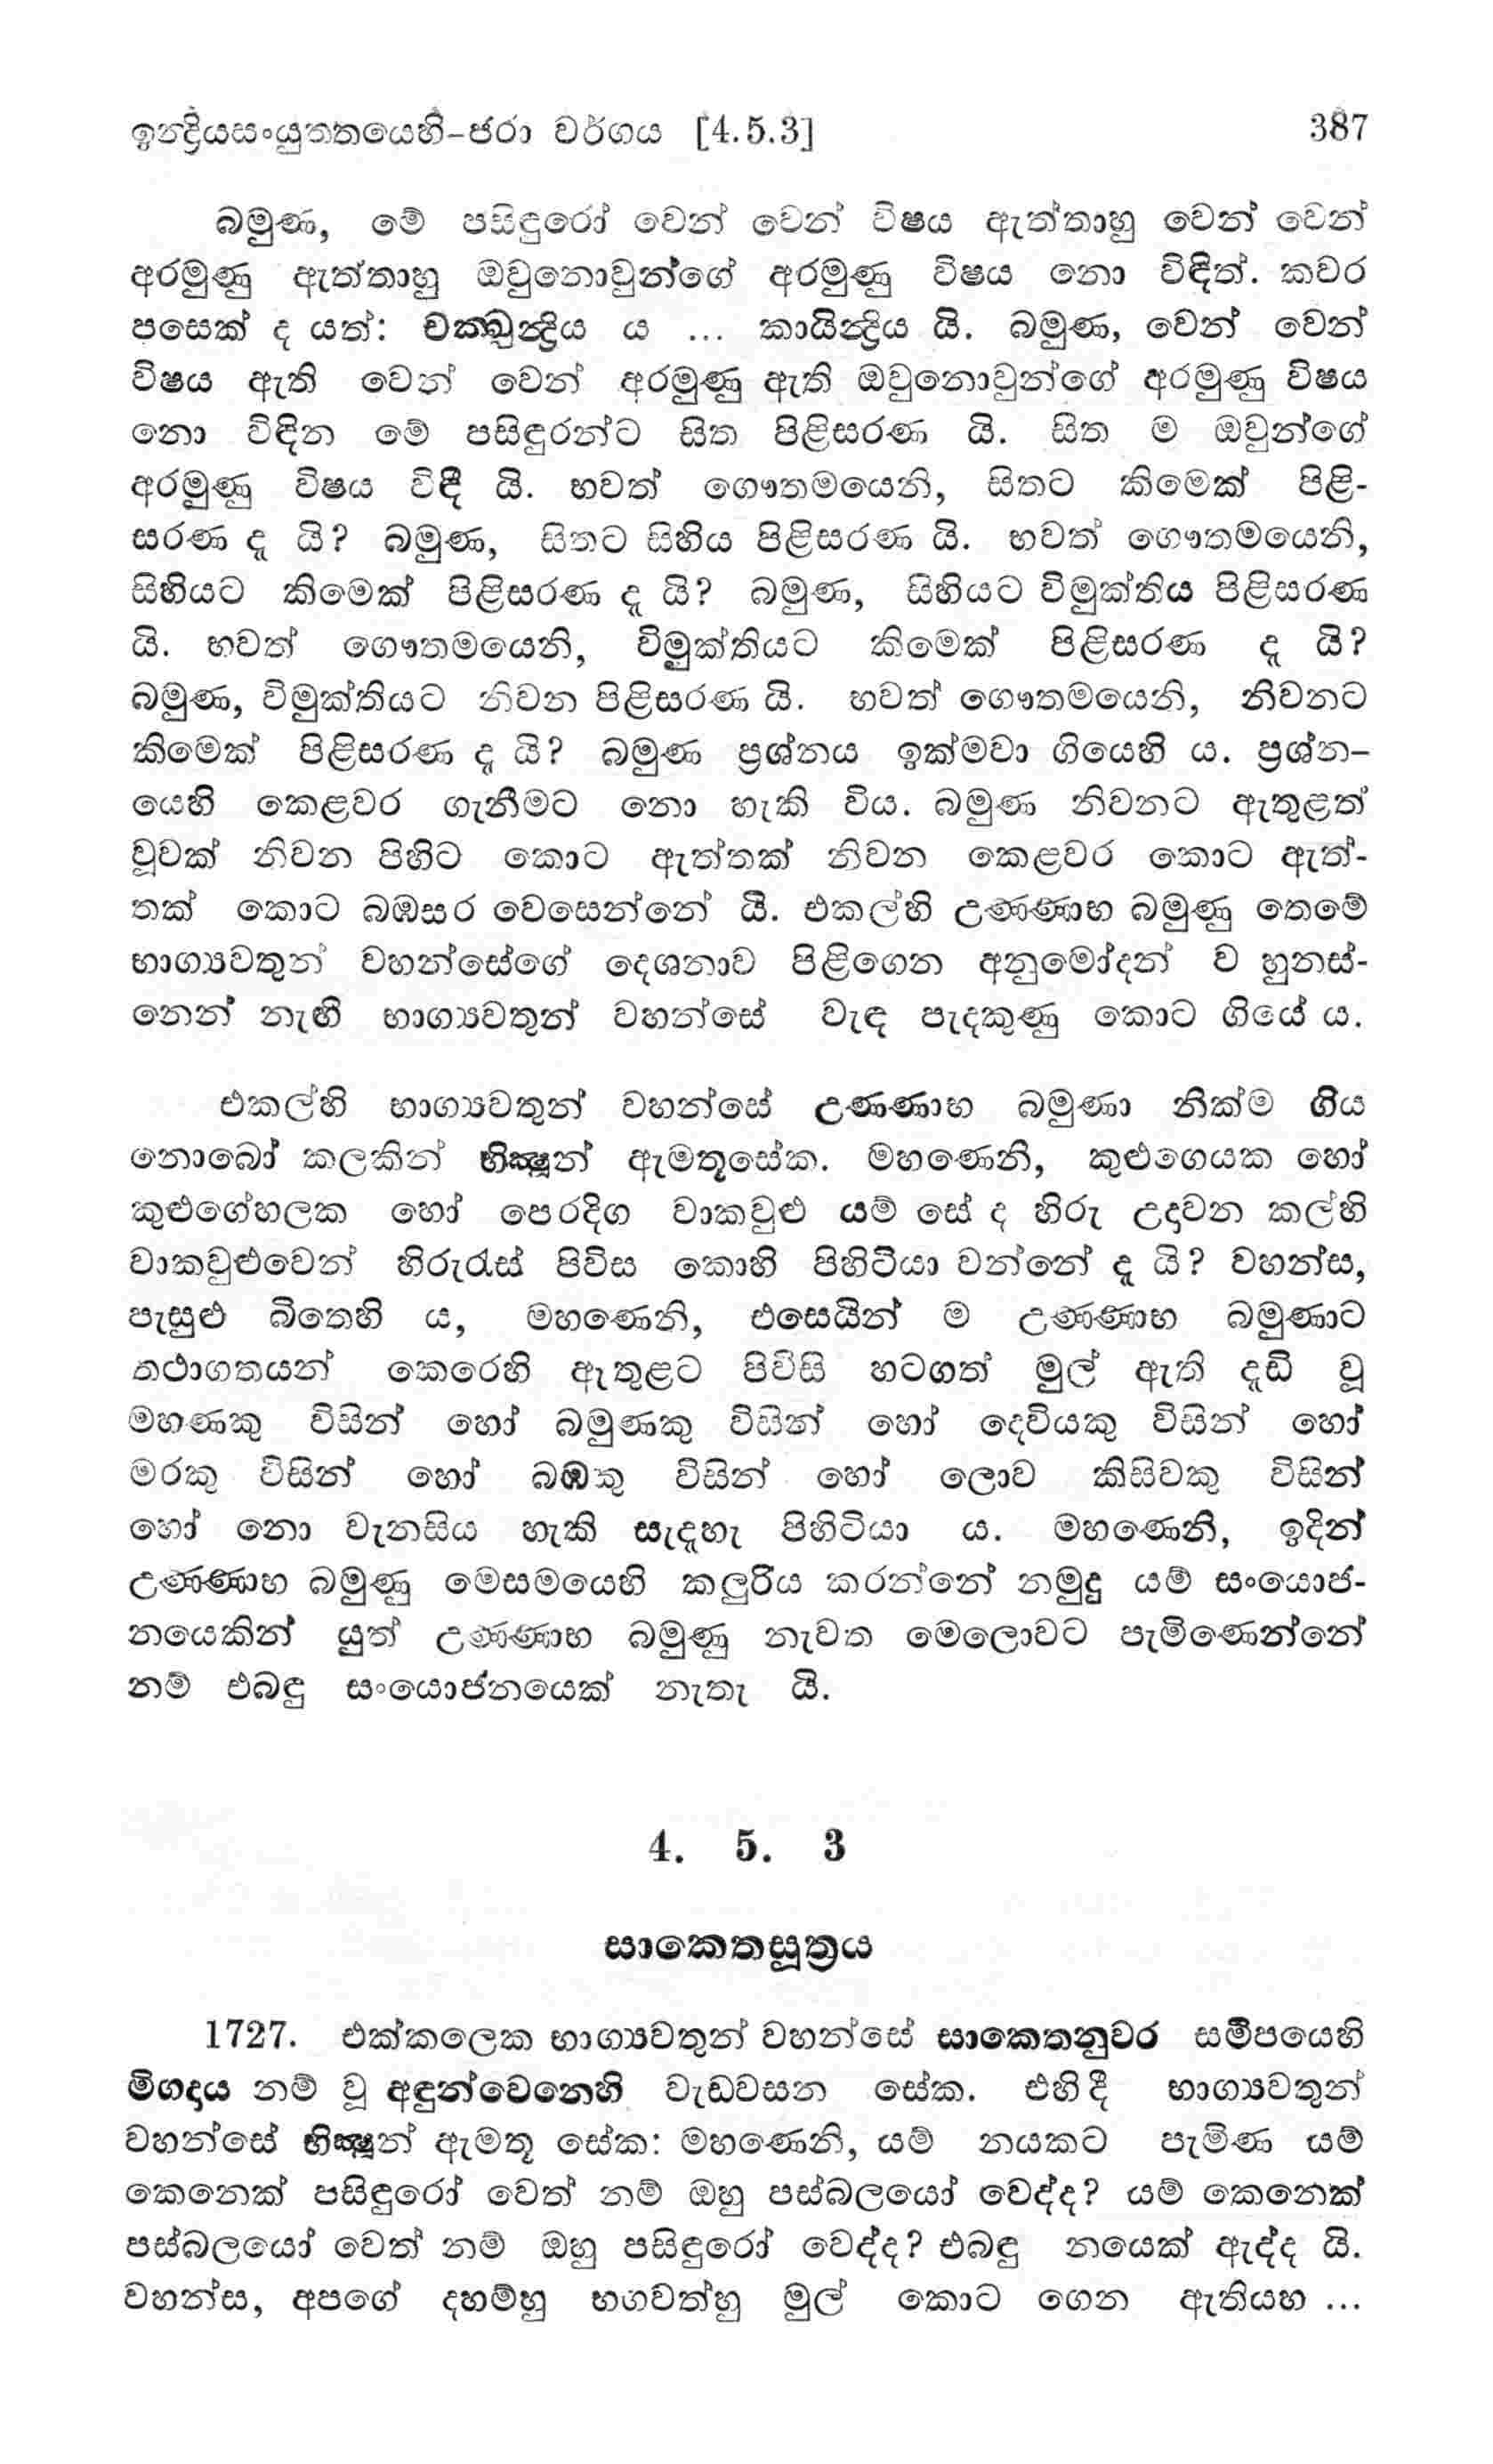 ඉන්ද්‍රියසංයුත්තයෙහි-ජරා වර්ගය [4.5.3] 387
බමුණ, මේ පසිඳුරෝ වෙන් වෙන් විෂය ඇත්තාහු වෙන් වෙන්
අරමුණු ඇත්තාහු ඔවුනොවුන්ගේ අරමුණු විෂය නො විඳිත්. කවර
පසෙක් ද යත්: චක්ඛුන්ද්‍රිය ය ... කායින්ද්‍රිය යි. බමුණ, වෙන් වෙන්
විෂය ඇති වෙන් වෙන් අරමුණු ඇති ඔවුනොවුන්ගේ අරමුණු විෂය
නො විඳින මේ පසිඳුරන්ට සිත පිළිසරණ යි. සිත ම ඔවුන්ගේ
අරමුණු විෂය විඳී යි. භවත් ගෞතමයෙනි, සිතට කිමෙක් පිළි-
සරණ ද යි? බමුණ, සිතට සිහිය පිළිසරණ යි. භවත් ගෞතමයෙනි,
සිහියට කිමෙක් පිළිසරණ ද යි? බමුණ, සිහියට විමුක්තිය පිළිසරණ
යි. භවත් ගෞතමයෙනි, විමුක්තියට කිමෙක් පිළිසරණ ද යි?
බමුණ, විමුක්තියට නිවන පිළිසරණ යි. භවත් ගෞතමයෙනි, නිවනට
කිමෙක් පිළිසරණ ද යි? බමුණ ප්‍රශ්නය ඉක්මවා ගියෙහි ය. ප්‍රශ්න-
යෙහි කෙළවර ගැනීමට නො හැකි විය. බමුණ නිවනට ඇතුළත්
වූවක් නිවන පිහිට කොට ඇත්තක් නිවන කෙළවර කොට ඇත්-
තක් කොට බඹසර වෙසෙන්නේ යි. එකල්හි උණ්ණාභ බමුණු තෙමේ
භාග්‍යවතුන් වහන්සේගේ දෙශනාව පිළිගෙන අනුමෝදන් ව හුනස්-
නෙන් නැඟී භාග්‍යවතුන් වහන්සේ වැඳ පැදකුණු කොට ගියේ ය.
එකල්හි භාග්‍යවතුන් වහන්සේ උණ්ණාභ බමුණා නික්ම ගිය
නොබෝ කලකින් භික්‍ෂූන් ඇමතූසේක. මහණෙනි, කුළුගෙයක හෝ
කුළුගේහලක හෝ පෙරදිග වාකවුළු යම් සේ ද හිරු උදාවන කල්හි
වාකවුළුවෙන් හිරුරැස් පිවිස කොහි පිහිටියා වන්නේ ද යි? වහන්ස,
පැසුළු බිතෙහි ය, මහණෙනි, එසෙයින් ම උණ්ණාභ බමුණාට
තථාගතයන් කෙරෙහි ඇතුළට පිවිසි හටගත් මුල් ඇති දැඩි වූ
මහණකු විසින් හෝ බමුණකු විසින් හෝ දෙවියකු විසින් හෝ
මරකු විසින් හෝ බඹකු විසින් හෝ ලොව කිසිවකු විසින්
හෝ නො වැනසිය හැකි සැදැහැ පිහිටියා ය. මහණෙනි, ඉදින්
උණ්ණාභ බමුණු මෙසමයෙහි කලුරිය කරන්නේ නමුදු යම් සංයොජ-
නයෙකින් යුත් උණ්ණාභ බමුණු නැවත මෙලොවට පැමිණෙන්නේ
නම් එබඳු සංයොජනයෙක් නැතැ යි.
4. 5. 3
සාකෙතසූත්‍රය
1727. එක්කලෙක භාග්‍යවතුන් වහන්සේ සාකෙතනුවර සමීපයෙහි
මිගදාය නම් වූ අඳුන්වෙනෙහි වැඩවසන සේක. එහි දී භාග්‍යවතුන්
වහන්සේ භික්‍ෂූන් ඇමතූ සේක: මහණෙනි, යම් නයකට පැමිණ යම්
කෙනෙක් පසිඳුරෝ වෙත් නම් ඔහු පස්බලයෝ වෙද්ද? යම් කෙනෙක්
පස්බලයෝ වෙත් නම් ඔහු පසිඳුරෝ වෙද්ද? එබඳු නයෙක් ඇද්ද යි.
වහන්ස, අපගේ දහම්හු භගවත්හු මුල් කොට ගෙන ඇතියහ ...